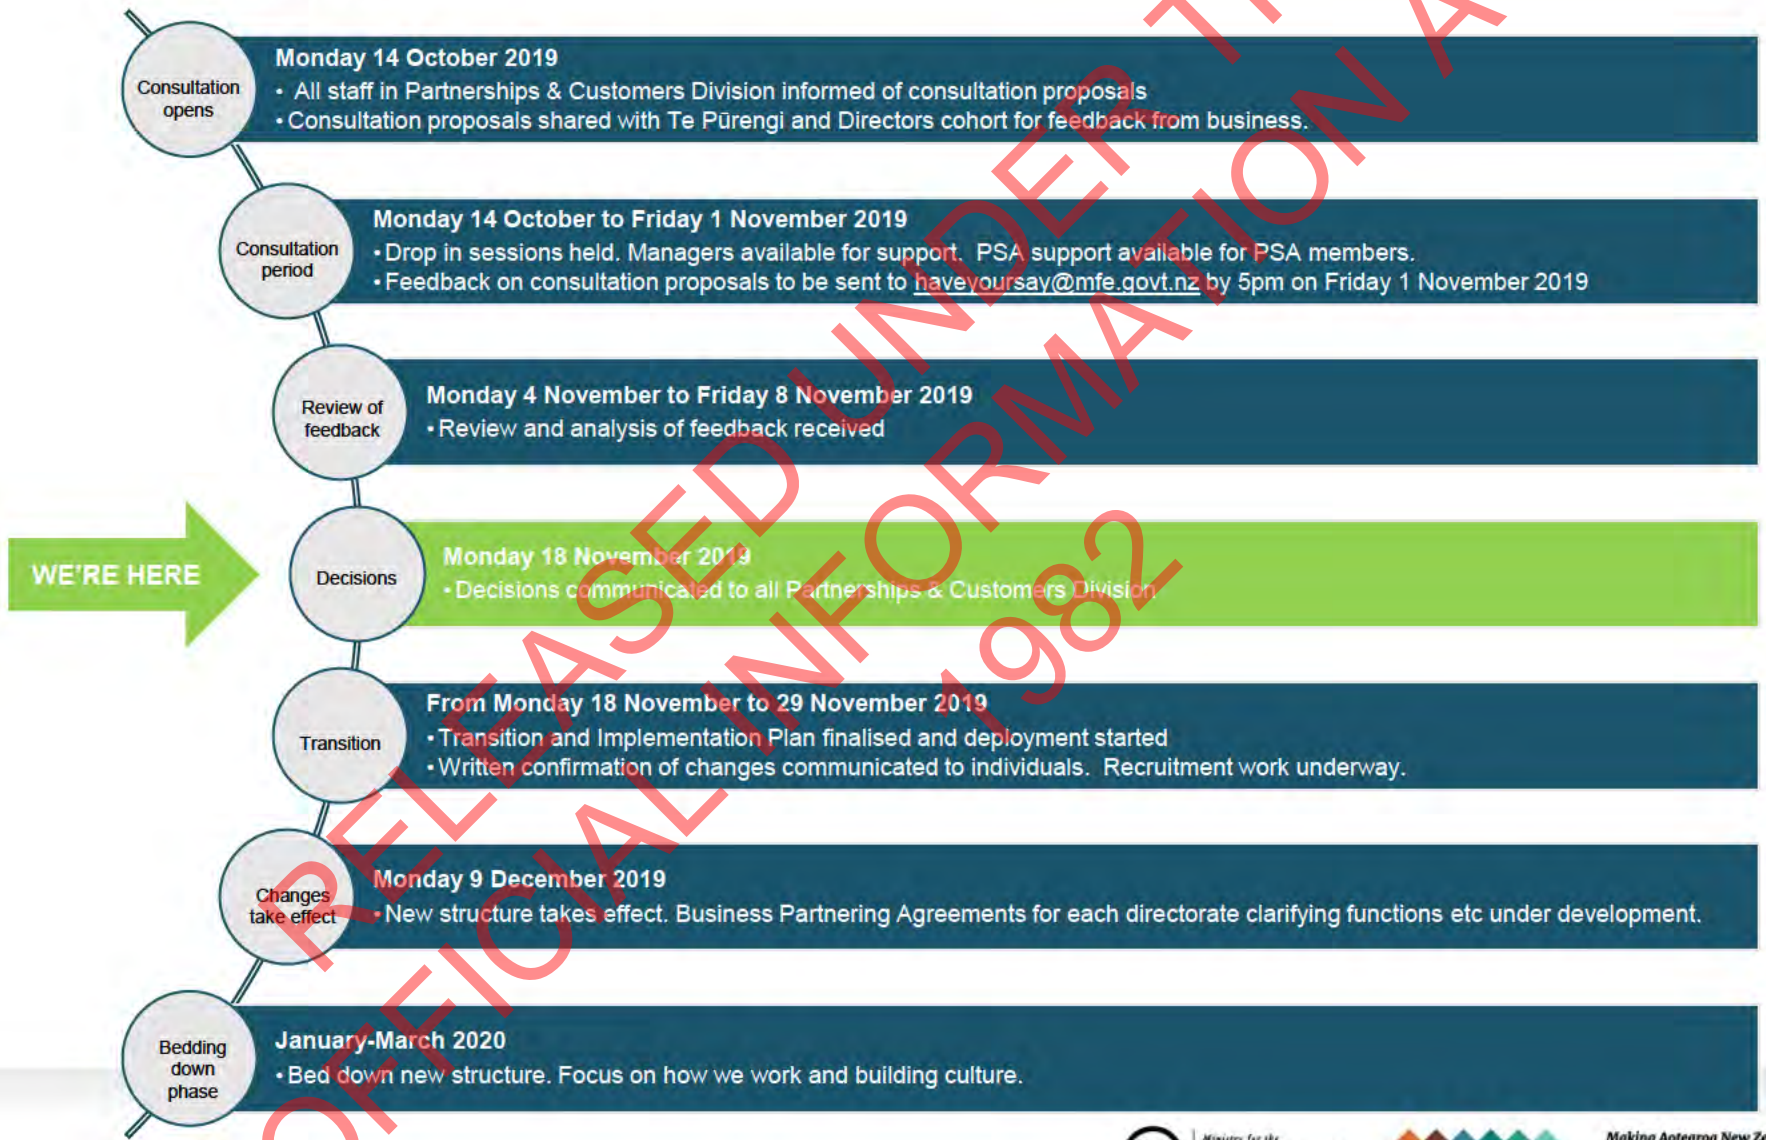 Consultation
opens
Monday 14 October 2019
• All staff in Partnerships & Customers Division informed of consultation proposals
• Consultation proposals shared with Te Pūrengi and Directors cohort for feedback from business.
Consultation
period
Monday 14 October to Friday 1 November 2019
• Drop in sessions held. Managers available for support. PSA support available for PSA members.
• Feedback on consultation proposals to be sent to haveyoursay@mfe.govt.nz by 5pm on Friday 1 November 2019
Review of
feedback
Monday 4 November to Friday 8 November 2019
• Review and analysis of feedback received
WE'RE HERE
Decisions
Monday 18 November 2019
• Decisions communicated to all Partnerships & Customers Division
Transition
From Monday 18 November to 29 November 2019
• Transition and Implementation Plan finalised and deployment started
• Written confirmation of changes communicated to individuals. Recruitment work underway.
Changes
take effect
Monday 9 December 2019
• New structure takes effect. Business Partnering Agreements for each directorate clarifying functions etc under development.
Bedding
down
phase
January-March 2020
• Bed down new structure. Focus on how we work and building culture.
RELEASED UNDER T
OFFICIAL INFORMATION A
1982
Ministry for the
Making Aotearoa New Ze